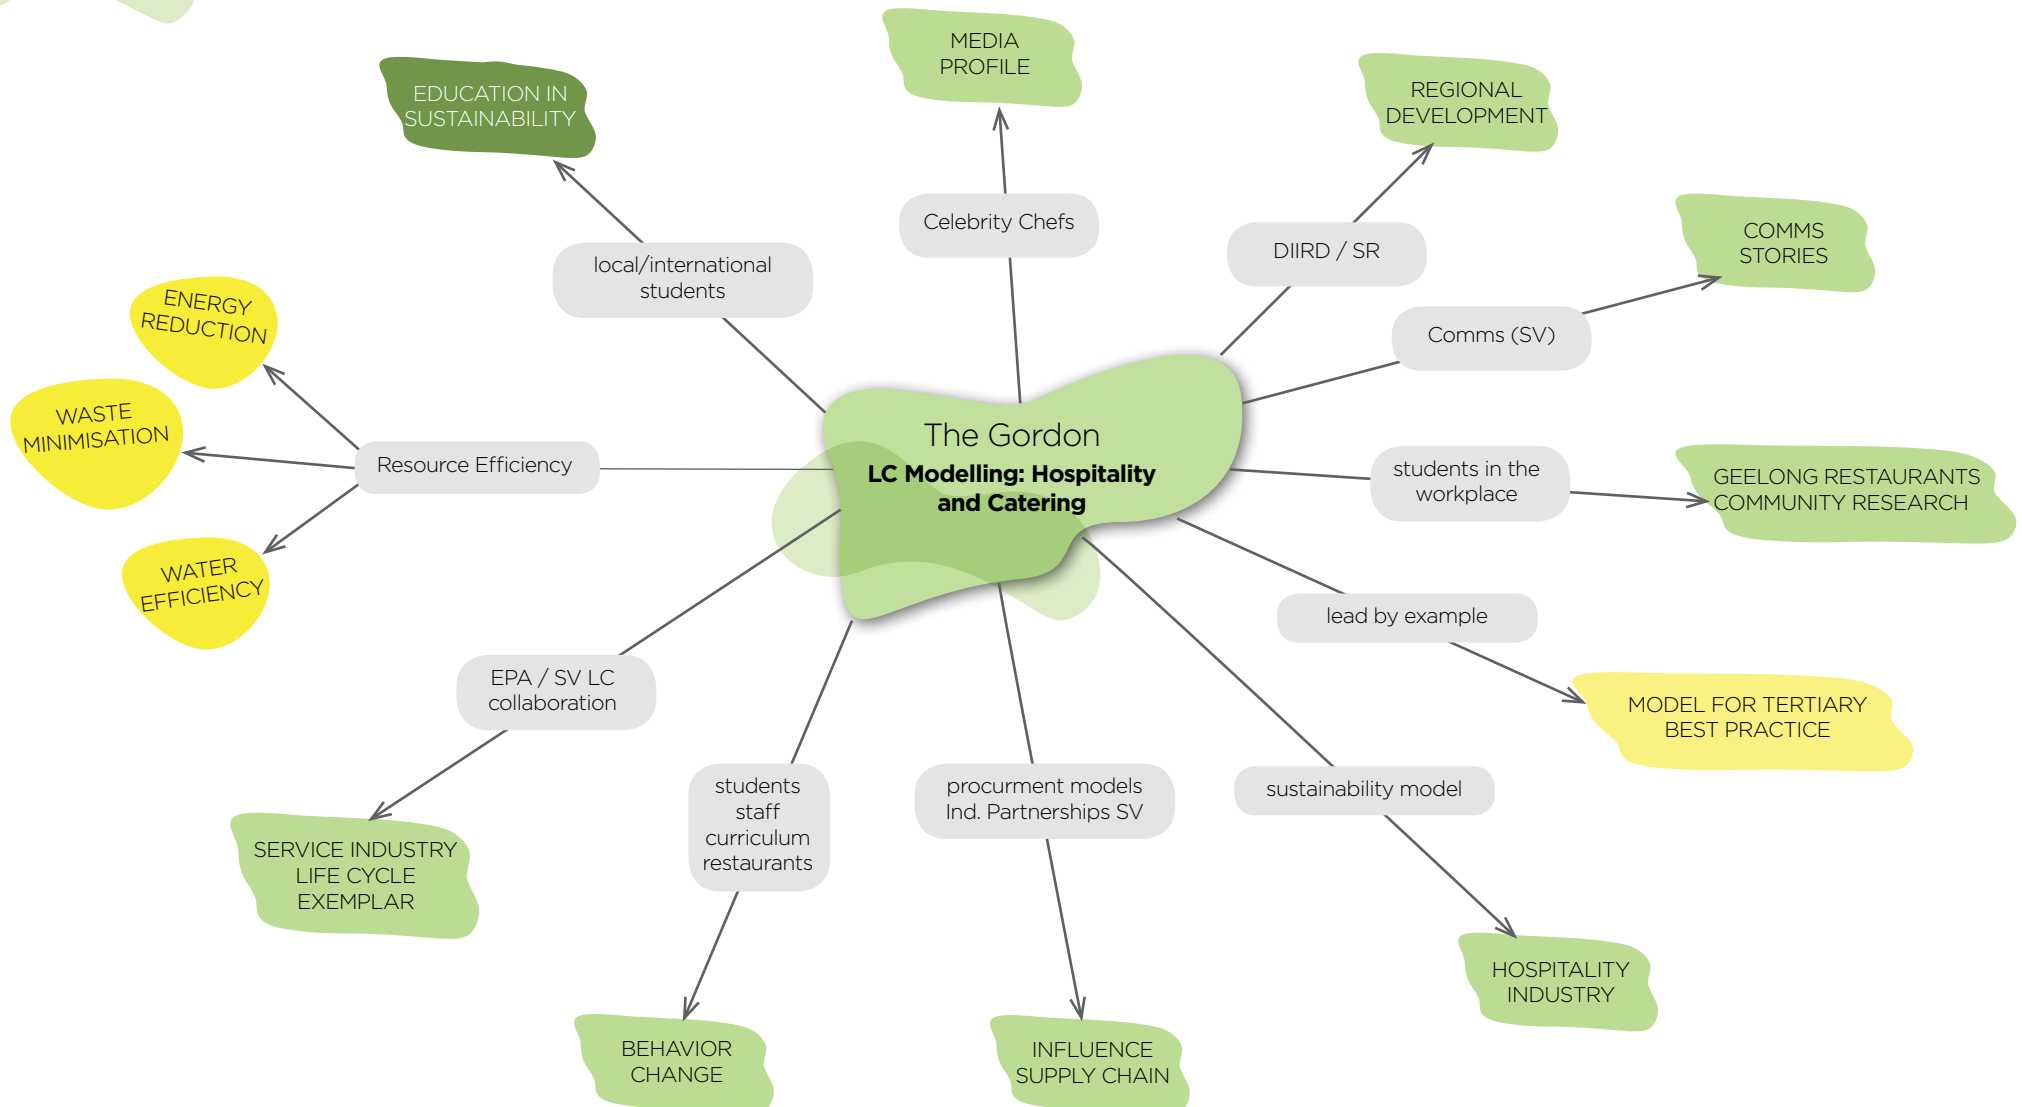 MEDIA
PROFILE
EDUCATION IN
SUSTAINABILITY
REGIONAL
DEVELOPMENT
Celebrity Chefs
DIIRD / SR
COMMS
STORIES
local/international
students
ENERGY
REDUCTION
Comms (SV)
WASTE
MINIMISATION
Resource Efficiency
The Gordon
LC Modelling: Hospitality
and Catering
students in the
workplace
GEELONG RESTAURANTS
COMMUNITY RESEARCH
WATER
EFFICIENCY
lead by example
EPA / SV LC
collaboration
MODEL FOR TERTIARY
BEST PRACTICE
students
staff
curriculum
restaurants
procurment models
Ind. Partnerships SV
sustainability model
SERVICE INDUSTRY
LIFE CYCLE
EXEMPLAR
HOSPITALITY
INDUSTRY
BEHAVIOR
CHANGE
INFLUENCE
SUPPLY CHAIN